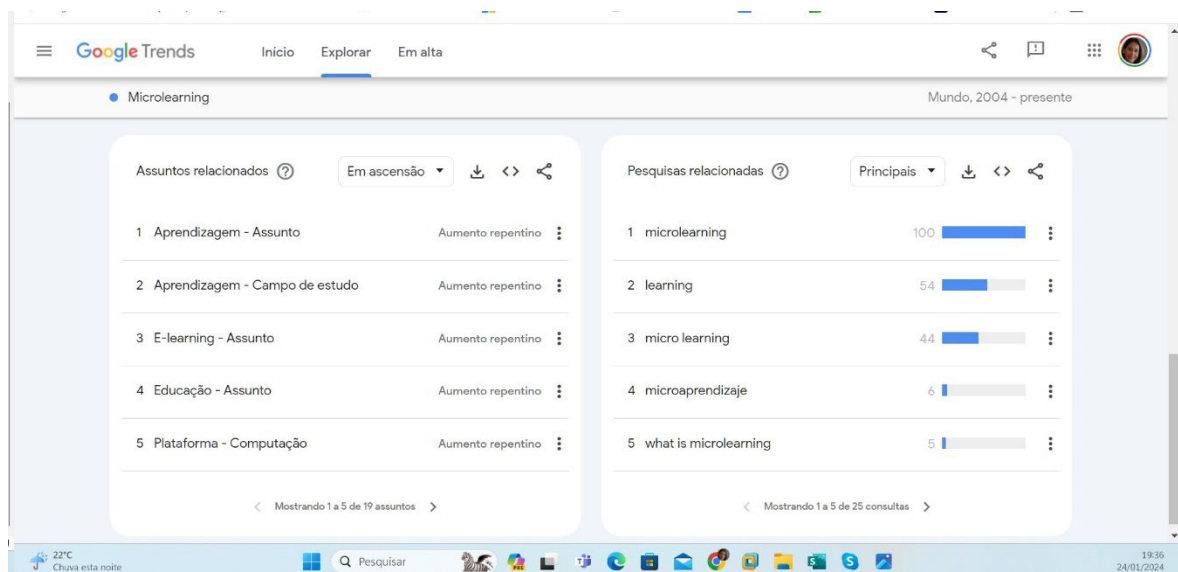 Google Trends Início Explorar Em alta
Microlearning Mundo, 2004 - presente
Assuntos relacionados ? Em ascensão
1 Aprendizagem - Assunto Aumento repentino
2 Aprendizagem - Campo de estudo Aumento repentino
3 E-learning - Assunto Aumento repentino
4 Educação - Assunto Aumento repentino
5 Plataforma - Computação Aumento repentino
Mostrando 1 a 5 de 19 assuntos
Pesquisas relacionadas ? Principais
1 microlearning 100
2 learning 54
3 micro learning 44
4 microaprendizaje 6
5 what is microlearning 5
Mostrando 1 a 5 de 25 consultas
22°C
Chuva esta noite
Pesquisar
19:36
24/01/2024